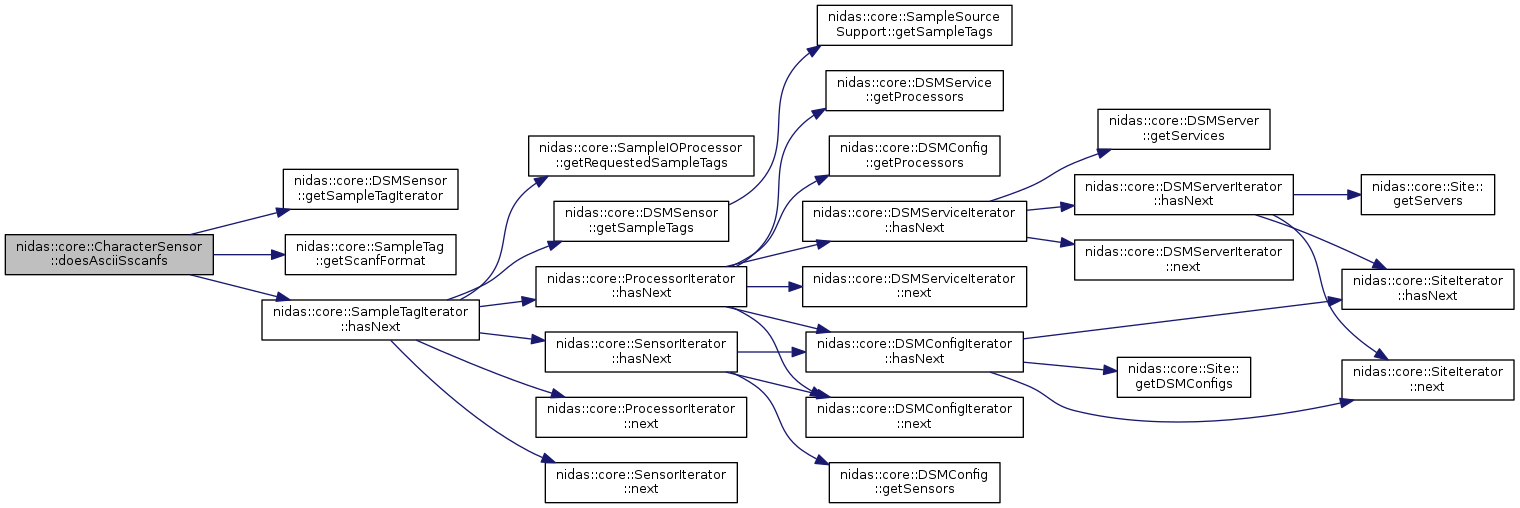 nidas::core::CharacterSensor
::doesAsciiSscanfs
nidas::core::DSMSensor
::getSampleTagIterator
nidas::core::SampleTag
::getScanfFormat
nidas::core::SampleTagIterator
::hasNext
nidas::core::SampleIOProcessor
::getRequestedSampleTags
nidas::core::DSMSensor
::getSampleTags
nidas::core::ProcessorIterator
::hasNext
nidas::core::SensorIterator
::hasNext
nidas::core::ProcessorIterator
::next
nidas::core::SensorIterator
::next
nidas::core::SampleSource
Support::getSampleTags
nidas::core::DSMService
::getProcessors
nidas::core::DSMConfig
::getProcessors
nidas::core::DSMServiceIterator
::hasNext
nidas::core::DSMServiceIterator
::next
nidas::core::DSMConfigIterator
::hasNext
nidas::core::DSMConfigIterator
::next
nidas::core::DSMConfig
::getSensors
nidas::core::DSMServer
::getServices
nidas::core::DSMServerIterator
::hasNext
nidas::core::DSMServerIterator
::next
nidas::core::Site::
getDSMConfigs
nidas::core::Site::
getServers
nidas::core::SiteIterator
::hasNext
nidas::core::SiteIterator
::next